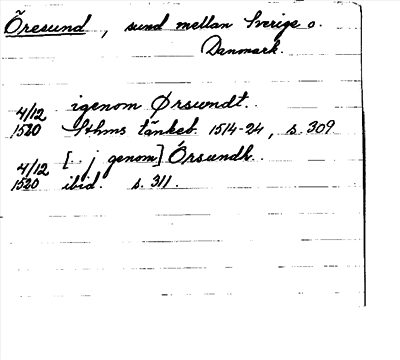 Öresund, sund mellan Sverige o.
Danmark.
4/12 igenom Ørswndt.
1520 Sthms tänkeb. 1514-24, s. 309
4/12 [.. j genom] Örsundh.
1520 ibid. s. 311.